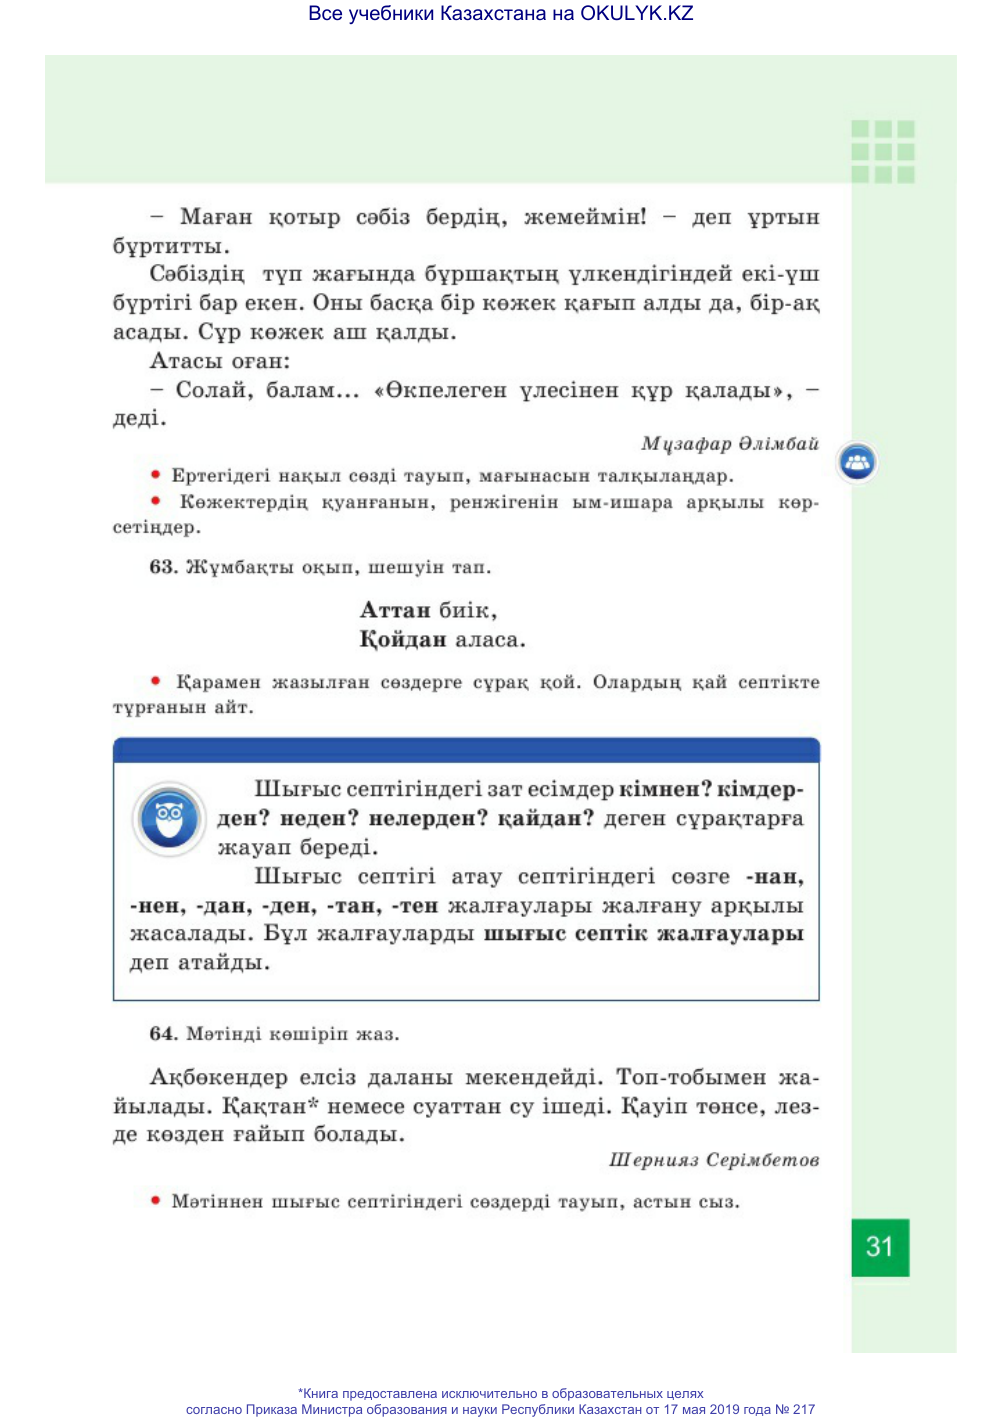 Все учебники Казахстана на OKULYK.KZ
– Маған қотыр сәбіз бердің, жемеймін! – деп ұртын
бұртитты.
Сәбіздің түп жағында бұршақтың үлкендігіндей екі-үш
бүртігі бар екен. Оны басқа бір көжек қағып алды да, бір-ақ
асады. Сұр көжек аш қалды.
Атасы оған:
– Солай, балам... «Өкпелеген үлесінен құр қалады», –
деді.
Мұзафар Әлімбай
• Ертегідегі нақыл сөзді тауып, мағынасын талқылаңдар.
• Көжектердің қуанғанын, ренжігенін ым-ишара арқылы көр-
сетіңдер.
63. Жұмбақты оқып, шешуін тап.
Аттан биік,
Қойдан аласа.
• Қарамен жазылған сөздерге сұрақ қой. Олардың қай септікте
тұрғанын айт.
Шығыс септігіндегі зат есімдер кімнен? кімдер-
ден? неден? нелерден? қайдан? деген сұрақтарға
жауап береді.
Шығыс септігі атау септігіндегі сөзге -нан,
-нен, -дан, -ден, -тан, -тен жалғаулары жалғану арқылы
жасалады. Бұл жалғауларды шығыс септік жалғаулары
деп атайды.
64. Мәтінді көшіріп жаз.
Ақбөкендер елсіз даланы мекендейді. Топ-тобымен жа-
йылады. Қақтан* немесе суаттан су ішеді. Қауіп төнсе, лез-
де көзден ғайып болады.
Шернияз Серімбетов
• Мәтіннен шығыс септігіндегі сөздерді тауып, астын сыз.
31
*Книга предоставлена исключительно в образовательных целях
согласно Приказа Министра образования и науки Республики Казахстан от 17 мая 2019 года № 217